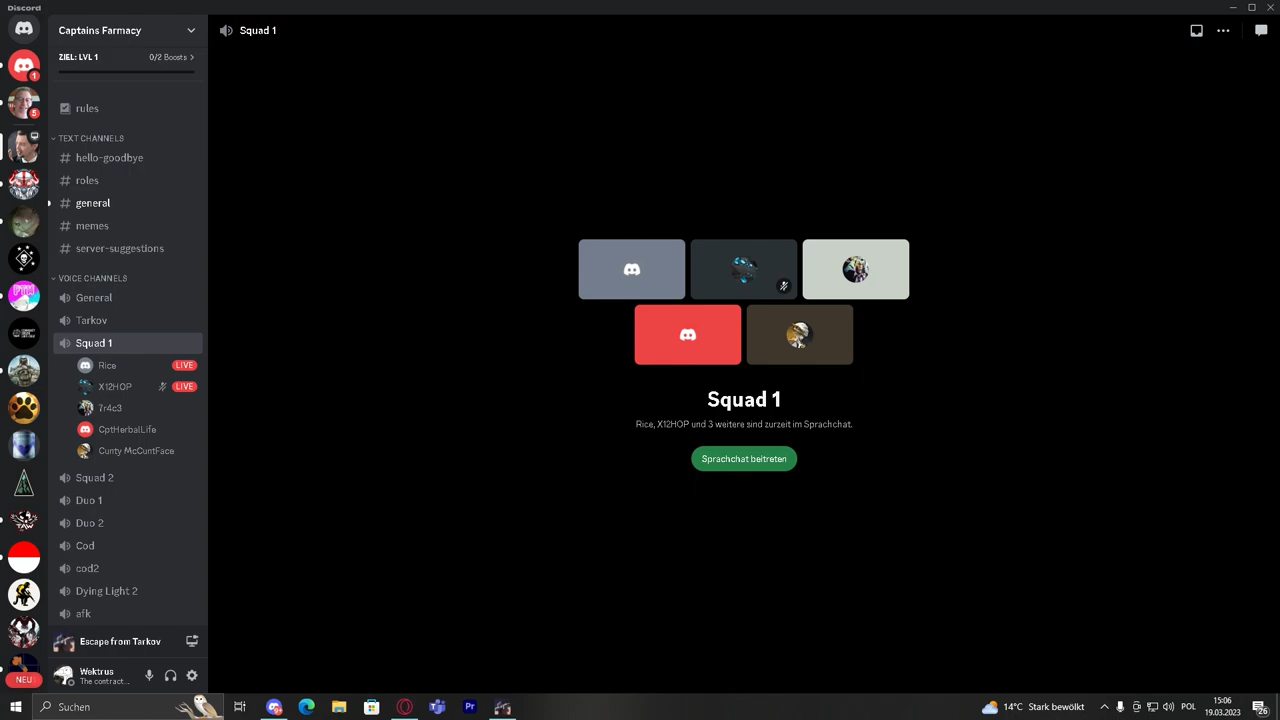 Discord
Captains Farmacy
Squad 1
ZIEL: LVL 1
0/2 Boosts
1
5
rules
TEXT CHANNELS
hello-goodbye
roles
general
memes
server-suggestions
VOICE CHANNELS
General
Tarkov
Squad 1
Rice
LIVE
X12HOP
LIVE
7r4c3
CptHerbalLife
Cunty McCuntFace
Squad 1
Rice, X12HOP und 3 weitere sind zurzeit im Sprachchat.
Sprachchat beitreten
Squad 2
Duo 1
Duo 2
Cod
cod2
Dying Light 2
afk
Escape from Tarkov
Wektrus
The contract...
NEU
Suchen
Pr
14°C Stark bewölkt
POL
15:06
19.03.2023
26